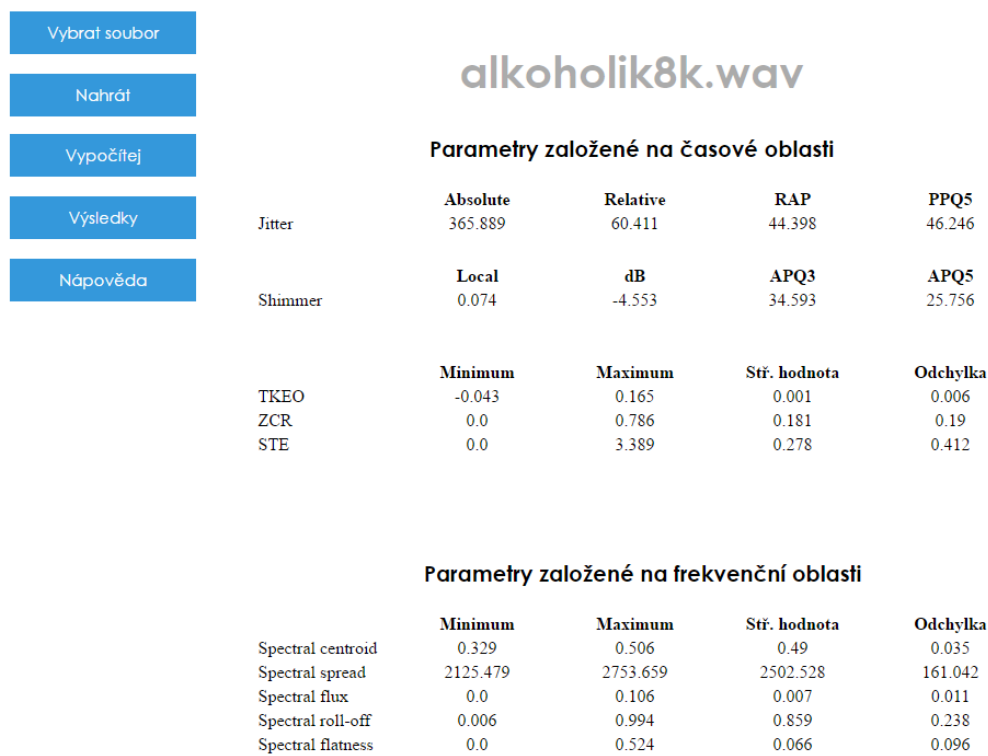 Vybrat soubor
Nahrát
Vypočítej
Výsledky
Nápověda
alkoholik8k.wav
Parametry založené na časové oblasti
Absolute Relative RAP PPQ5
Jitter 365.889 60.411 44.398 46.246
Local dB APQ3 APQ5
Shimmer 0.074 -4.553 34.593 25.756
Minimum Maximum Stř. hodnota Odchylka
TKEO -0.043 0.165 0.001 0.006
ZCR 0.0 0.786 0.181 0.19
STE 0.0 3.389 0.278 0.412
Parametry založené na frekvenční oblasti
Minimum Maximum Stř. hodnota Odchylka
Spectral centroid 0.329 0.506 0.49 0.035
Spectral spread 2125.479 2753.659 2502.528 161.042
Spectral flux 0.0 0.106 0.007 0.011
Spectral roll-off 0.006 0.994 0.859 0.238
Spectral flatness 0.0 0.524 0.066 0.096